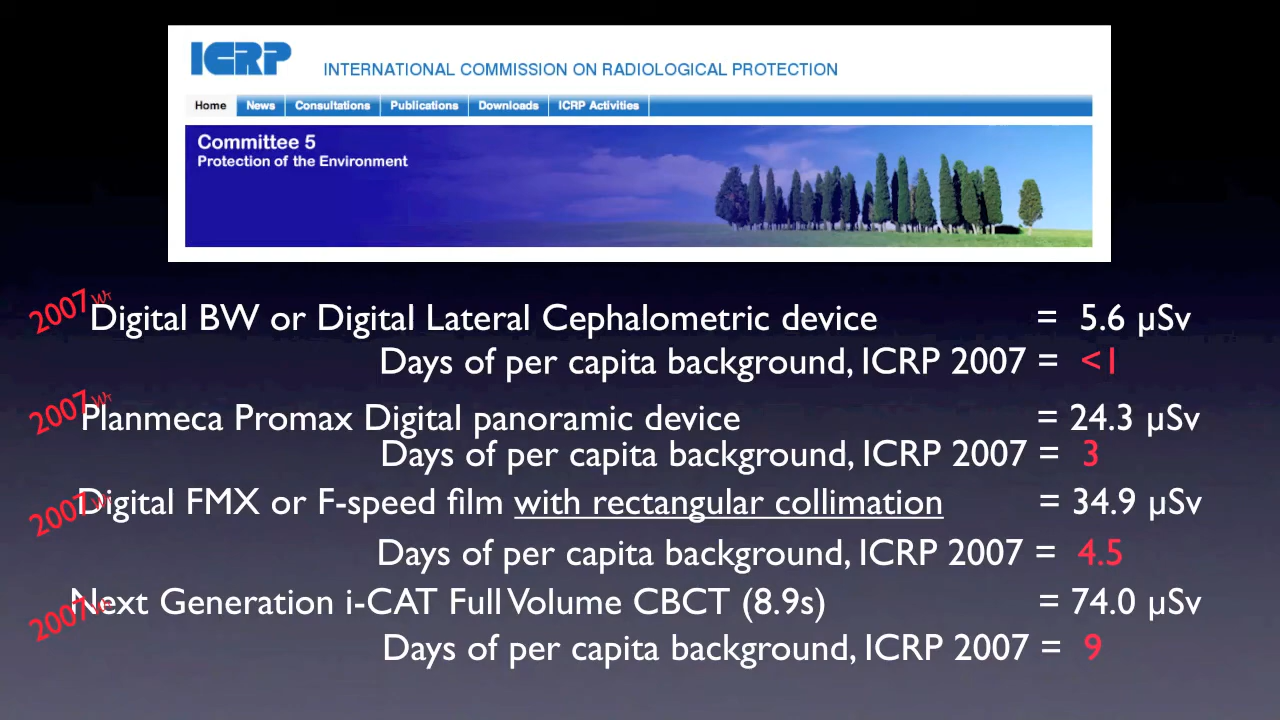 ICRP
INTERNATIONAL COMMISSION ON RADIOLOGICAL PROTECTION
Home News Consultations Publications Downloads ICRP Activities
Committee 5
Protection of the Environment
2007 Wt Digital BW or Digital Lateral Cephalometric device = 5.6 µSv
Days of per capita background, ICRP 2007 = <1
2007 Wt Planmeca Promax Digital panoramic device = 24.3 µSv
Days of per capita background, ICRP 2007 = 3
2007 Wt Digital FMX or F-speed film with rectangular collimation = 34.9 µSv
Days of per capita background, ICRP 2007 = 4.5
2007 Wt Next Generation i-CAT Full Volume CBCT (8.9s) = 74.0 µSv
Days of per capita background, ICRP 2007 = 9